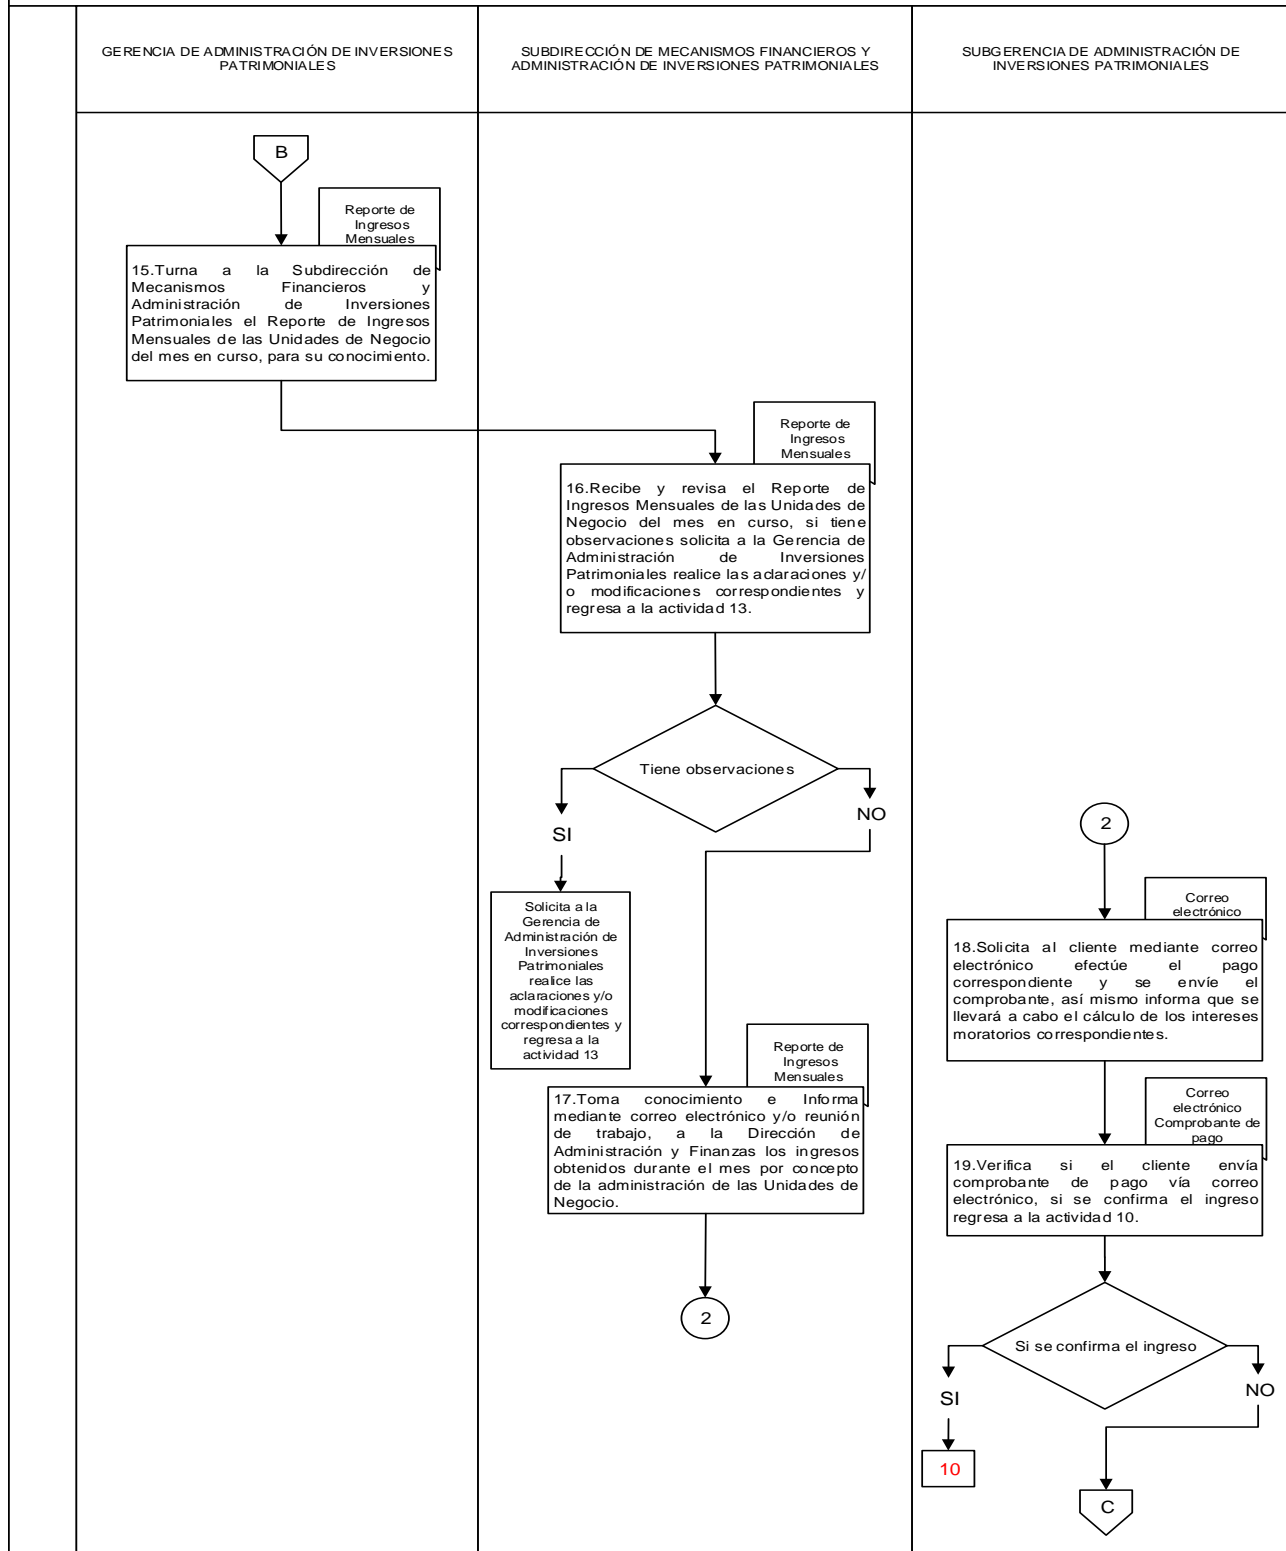 GERENCIA DE ADMINISTRACIÓN DE INVERSIONES
PATRIMONIALES
SUBDIRECCIÓN DE MECANISMOS FINANCIEROS Y
ADMINISTRACIÓN DE INVERSIONES PATRIMONIALES
SUBGERENCIA DE ADMINISTRACIÓN DE
INVERSIONES PATRIMONIALES
B
Reporte de
Ingresos
Mensuales
15.Turna a la Subdirección de
Mecanismos Financieros y
Administración de Inversiones
Patrimoniales el Reporte de Ingresos
Mensuales de las Unidades de Negocio
del mes en curso, para su conocimiento.
Reporte de
Ingresos
Mensuales
16.Recibe y revisa el Reporte de
Ingresos Mensuales de las Unidades de
Negocio del mes en curso, si tiene
observaciones solicita a la Gerencia de
Administración de Inversiones
Patrimoniales realice las aclaraciones y/
o modificaciones correspondientes y
regresa a la actividad 13.
Tiene observaciones
SI
NO
Solicita a la
Gerencia de
Administración de
Inversiones
Patrimoniales
realice las
aclaraciones y/o
modificaciones
correspondientes y
regresa a la
actividad 13
Reporte de
Ingresos
Mensuales
17.Toma conocimiento e Informa
mediante correo electrónico y/o reunión
de trabajo, a la Dirección de
Administración y Finanzas los ingresos
obtenidos durante el mes por concepto
de la administración de las Unidades de
Negocio.
2
2
Correo
electrónico
18.Solicita al cliente mediante correo
electrónico efectúe el pago
correspondiente y se envíe el
comprobante, así mismo informa que se
llevará a cabo el cálculo de los intereses
moratorios correspondientes.
Correo
electrónico
Comprobante de
pago
19.Verifica si el cliente envía
comprobante de pago vía correo
electrónico, si se confirma el ingreso
regresa a la actividad 10.
Si se confirma el ingreso
SI
NO
10
C